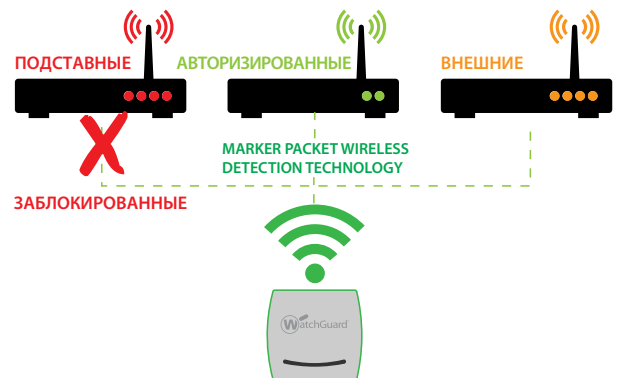 ПОДСТАВНЫЕ
АВТОРИЗИРОВАННЫЕ
ВНЕШНИЕ
MARKER PACKET WIRELESS
DETECTION TECHNOLOGY
ЗАБЛОКИРОВАННЫЕ
WatchGuard